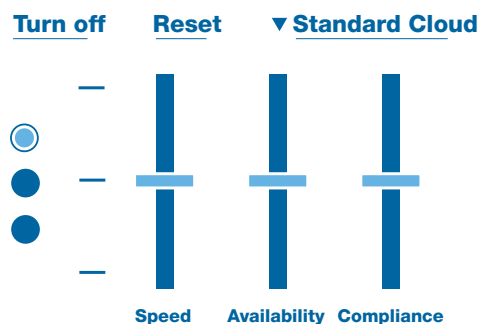 Turn off Reset ▼ Standard Cloud
Speed Availability Compliance